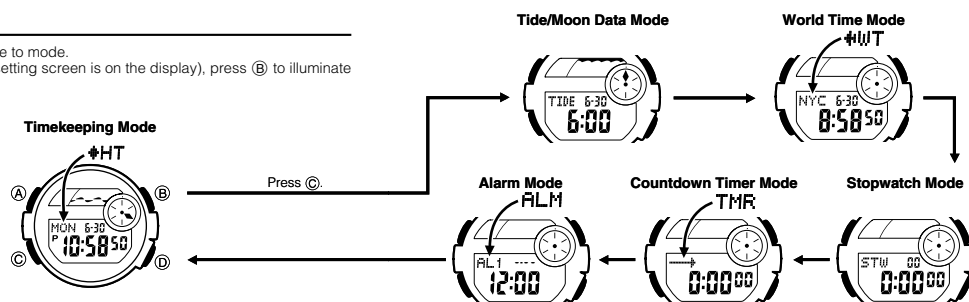 e to mode.
etting screen is on the display), press Ⓑ to illuminate
Tide/Moon Data Mode
World Time Mode
WT
TIDE 6-30
6:00
NYC 6-30
8:58 50
Timekeeping Mode
HT
Ⓐ
Ⓑ
Press Ⓒ.
MON 6-30
P 10:58 50
Ⓒ
Ⓓ
Alarm Mode
ALM
Countdown Timer Mode
TMR
Stopwatch Mode
AL1 ----
12:00
0:00 00
STW 00
0:00 00